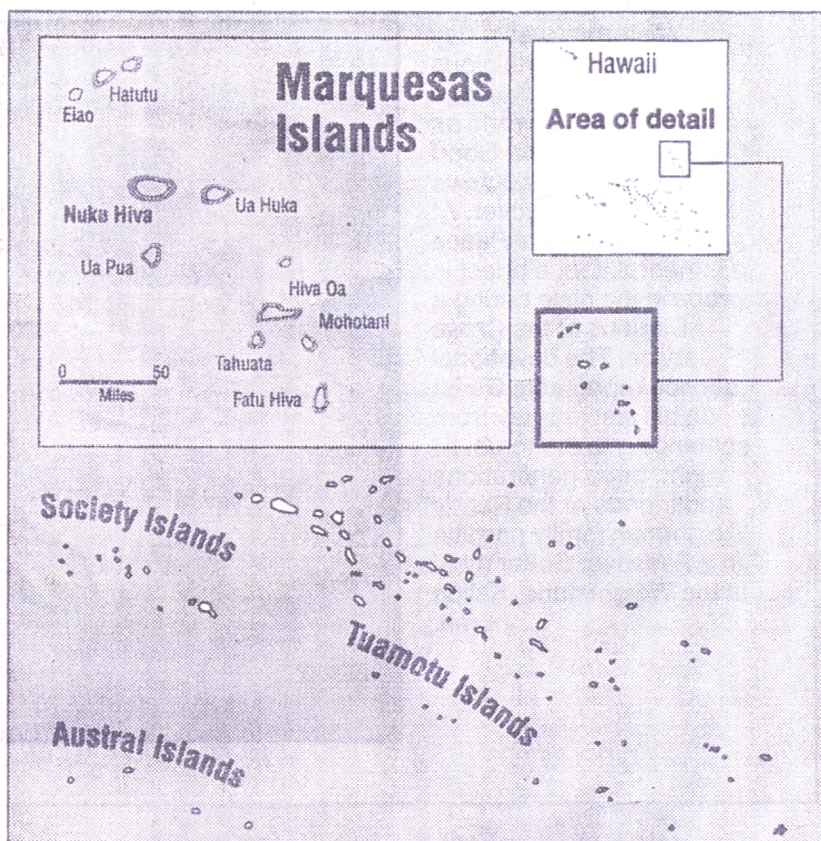 Marquesas
Islands
Hatutu
Eiao
Nuku Hiva
Ua Huka
Ua Pua
Hiva Oa
Mohotani
Tahuata
Fatu Hiva
0 50
Miles
Hawaii
Area of detail
Society Islands
Tuamotu Islands
Austral Islands